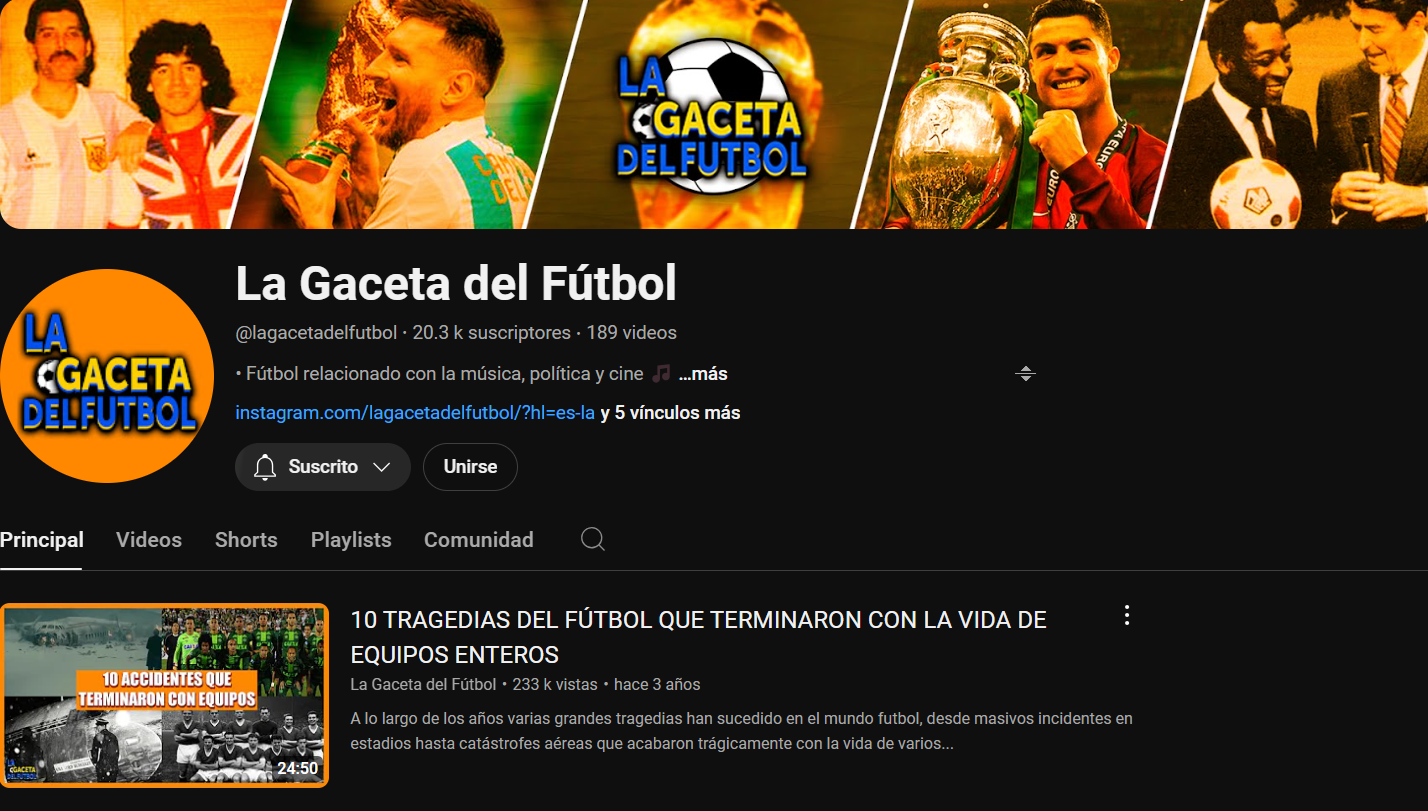 LA
GACETA
DEL FUTBOL
EURO
La Gaceta del Fútbol
@lagacetadelfutbol · 20.3 k suscriptores · 189 videos
LA
GACETA
DEL FUTBOL
• Fútbol relacionado con la música, política y cine 🎵 ...más
instagram.com/lagacetadelfutbol/?hl=es-la y 5 vínculos más
Suscrito
Unirse
Principal
Videos
Shorts
Playlists
Comunidad
10 ACCIDENTES QUE
TERMINARON CON EQUIPOS
LA
GACETA
DEL FUTBOL
24:50
10 TRAGEDIAS DEL FÚTBOL QUE TERMINARON CON LA VIDA DE
EQUIPOS ENTEROS
La Gaceta del Fútbol • 233 k vistas • hace 3 años
A lo largo de los años varias grandes tragedias han sucedido en el mundo futbol, desde masivos incidentes en
estadios hasta catástrofes aéreas que acabaron trágicamente con la vida de varios...